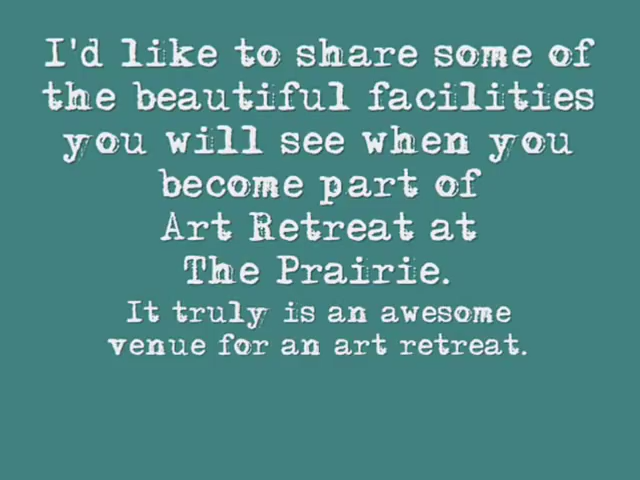 I'd like to share some of
the beautiful facilities
you will see when you
become part of
Art Retreat at
The Prairie.
It truly is an awesome
venue for an art retreat.